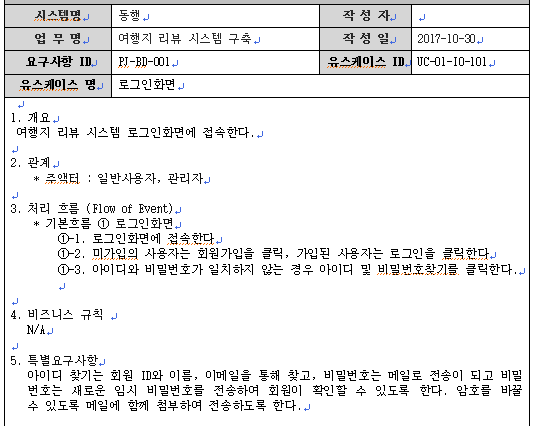 시스템명 동행 작 성 자
업 무 명 여행지 리뷰 시스템 구축 작 성 일 2017-10-30
요구사항 ID PJ-BD-001 유스케이스 ID UC-01-IO-101
유스케이스 명 로그인화면
1. 개요
여행지 리뷰 시스템 로그인화면에 접속한다.
2. 관계
* 주액터 : 일반사용자, 관리자
3. 처리 흐름 (Flow of Event)
* 기본흐름 ① 로그인화면
①-1. 로그인화면에 접속한다
①-2. 미가입의 사용자는 회원가입을 클릭, 가입된 사용자는 로그인을 클릭한다
①-3. 아이디와 비밀번호가 일치하지 않는 경우 아이디 및 비밀번호찾기를 클릭한다.
4. 비즈니스 규칙
N/A
5. 특별요구사항
아이디 찾기는 회원 ID와 이름, 이메일을 통해 찾고, 비밀번호는 메일로 전송이 되고 비밀
번호는 새로운 임시 비밀번호를 전송하여 회원이 확인할 수 있도록 한다. 암호를 바꿀
수 있도록 메일에 함께 첨부하여 전송하도록 한다.